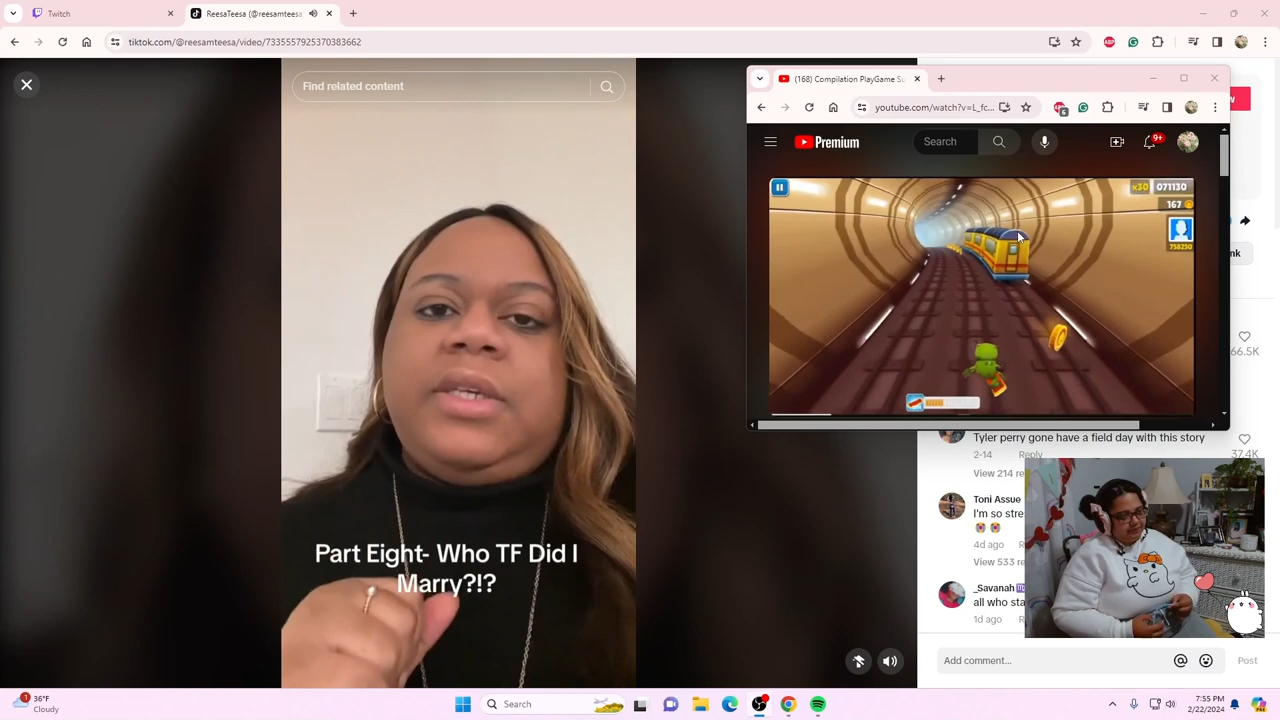 Twitch
ReesaTeesa (@reesamteesa
tiktok.com/@reesamteesa/video/7335557925370383662
Find related content
(168) Compilation PlayGame Su
youtube.com/watch?v=L_fc...
6
Premium
Search
9+
x30 071130
167
758250
66.5K
Tyler perry gone have a field day with this story
2-14 Reply
37.4K
View 214 re
Toni Assue
I'm so stre
4d ago
View 533 re
_Savanah
all who sta
1d ago
Part Eight- Who TF Did I
Marry?!?
Add comment...
Post
1
36°F
Cloudy
Search
7:55 PM
2/22/2024